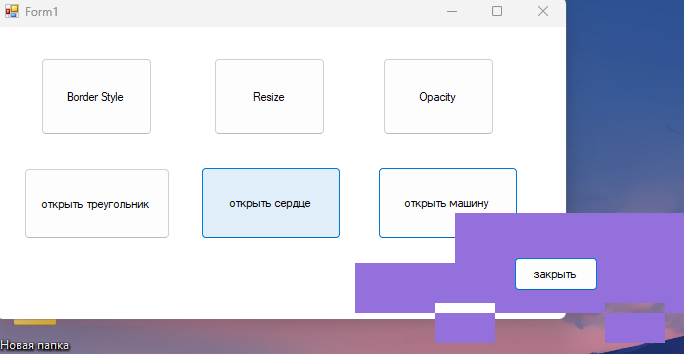 Form1
Border Style
Resize
Opacity
открыть треугольник
открыть сердце
открыть машину
закрыть
Новая папка